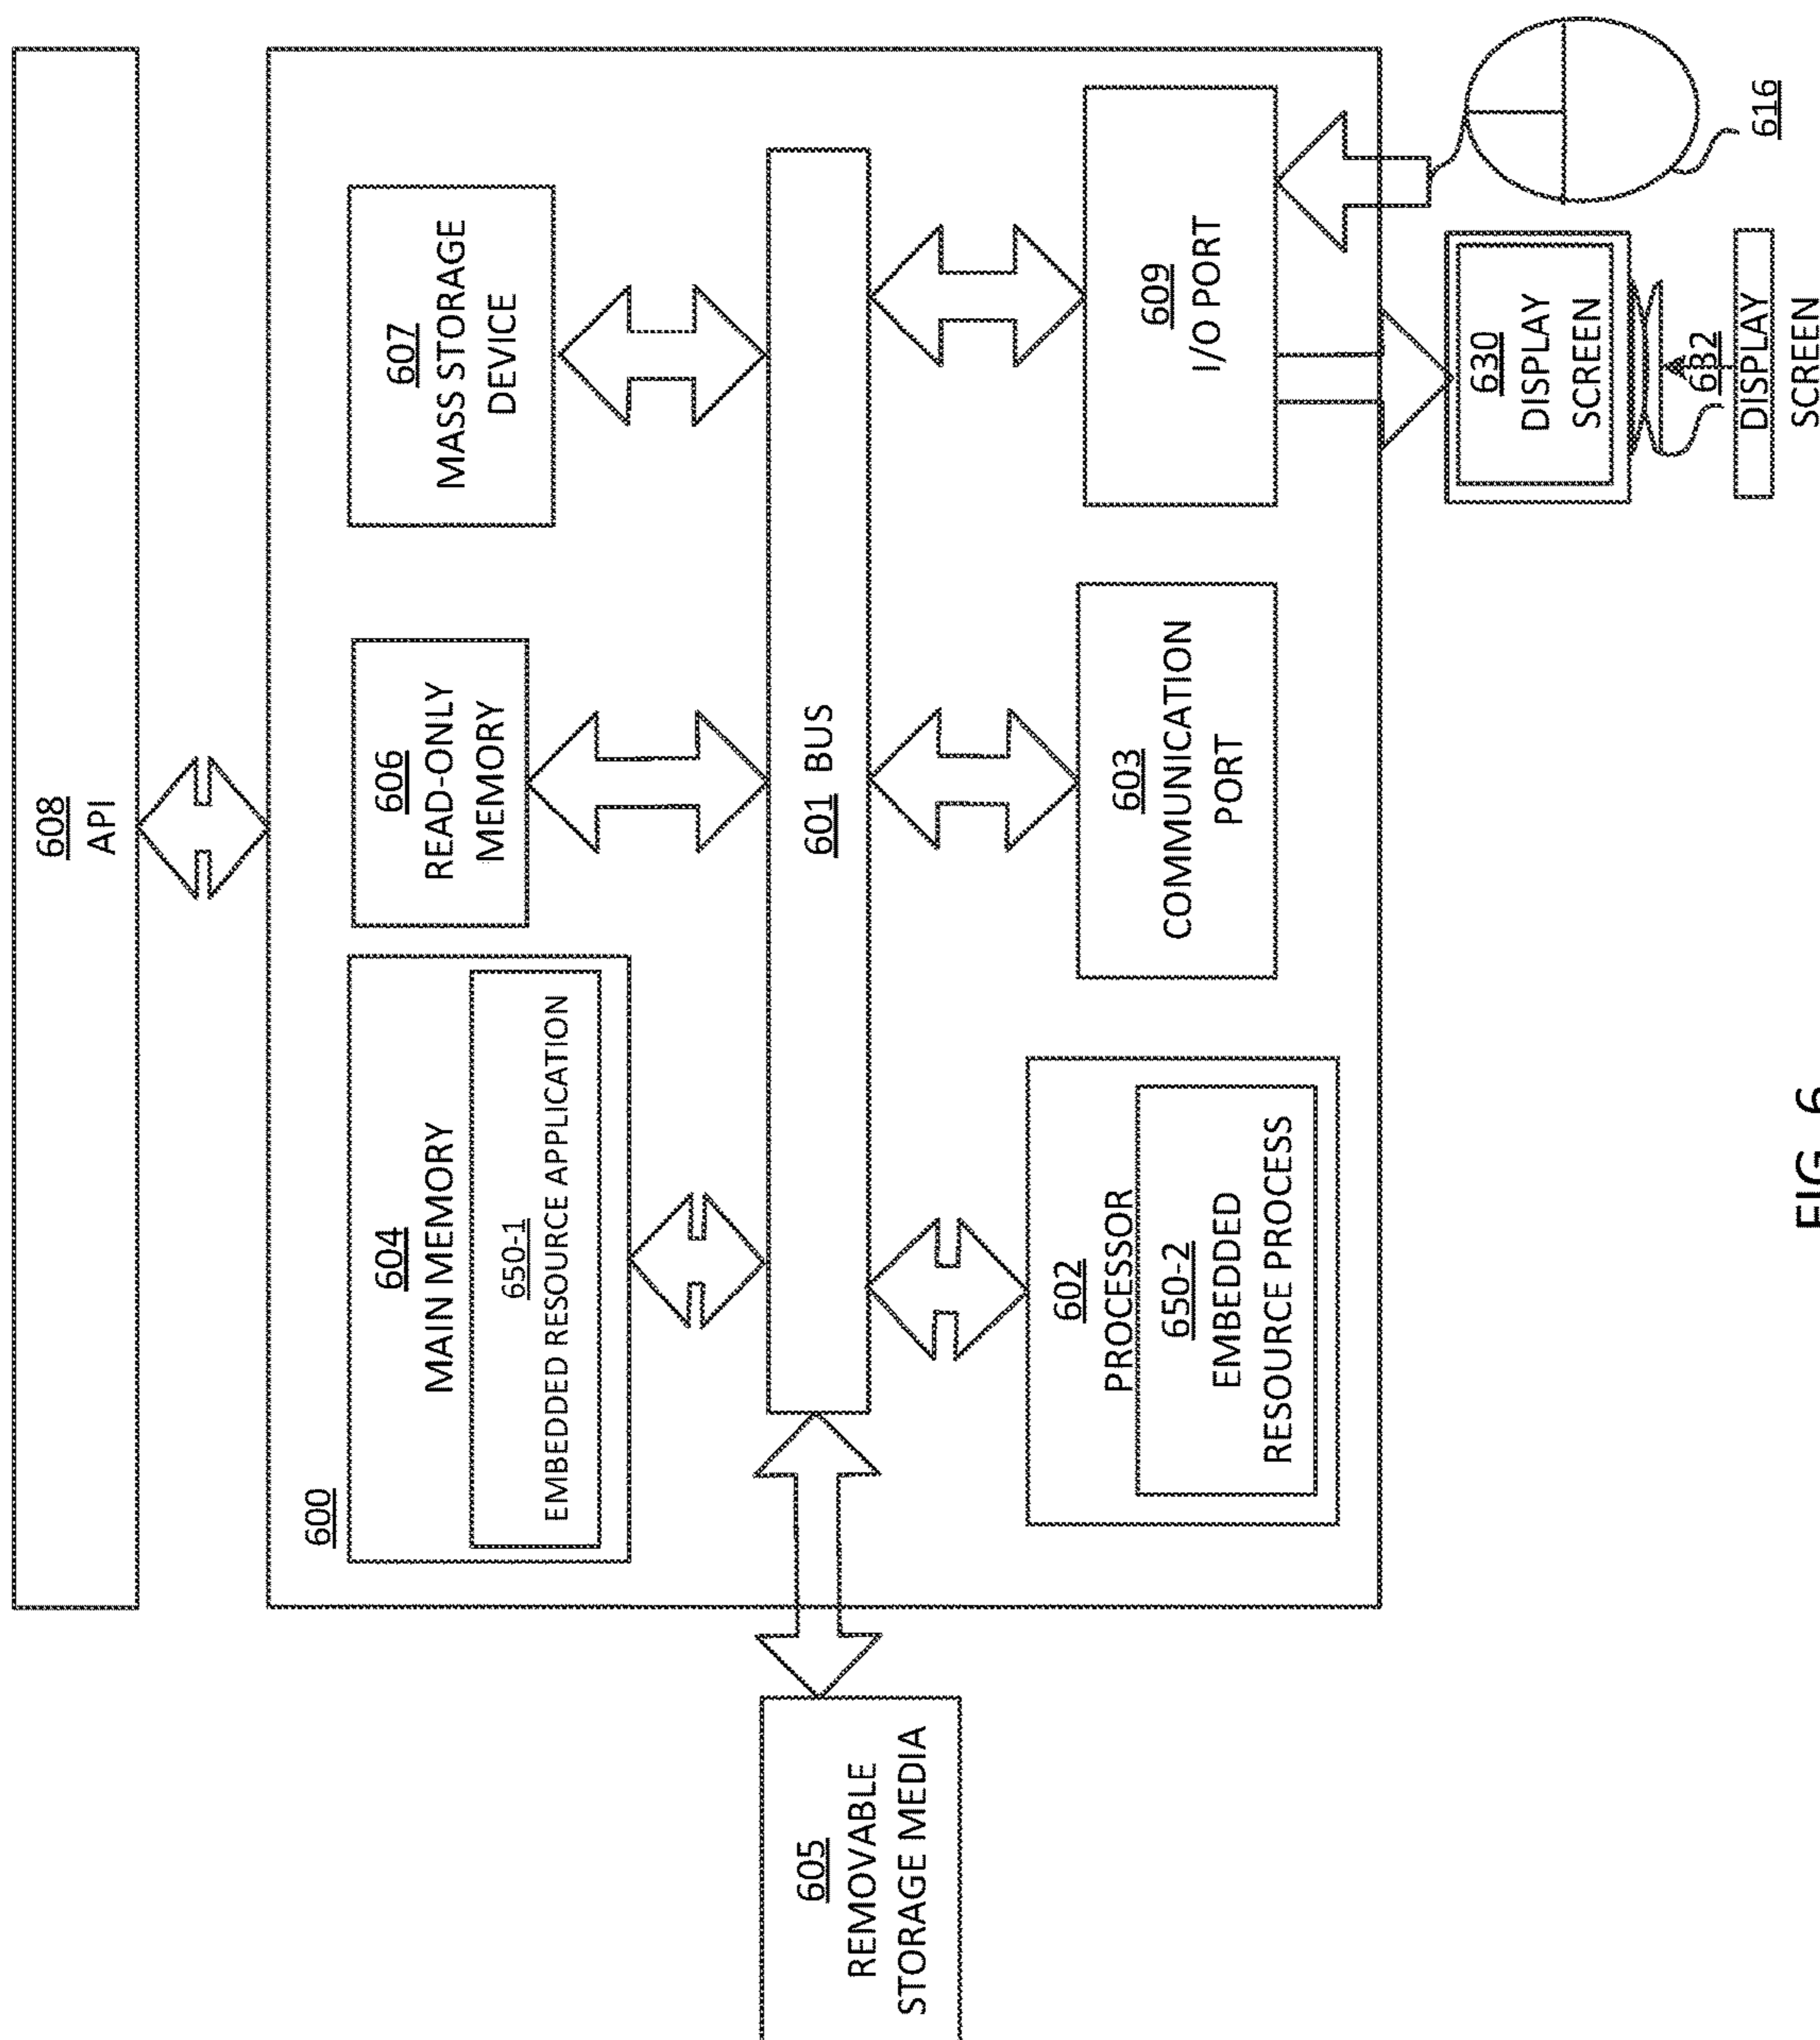 608
API
600
604
MAIN MEMORY
650-1
EMBEDDED RESOURCE APPLICATION
606
READ-ONLY
MEMORY
607
MASS STORAGE
DEVICE
605
REMOVABLE
STORAGE MEDIA
601 BUS
602
PROCESSOR
650-2
EMBEDDED
RESOURCE PROCESS
603
COMMUNICATION
PORT
609
I/O PORT
630
DISPLAY
SCREEN
632
DISPLAY
SCREEN
616
FIG. 6